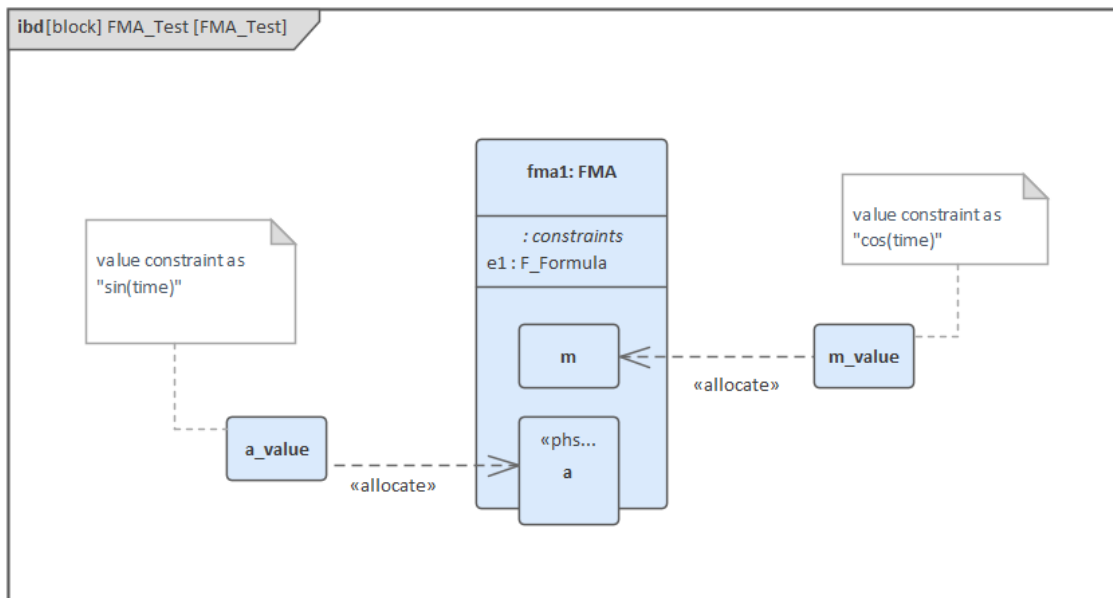 ibd[block] FMA_Test [FMA_Test]
fma1: FMA
: constraints
e1 : F_Formula
value constraint as
"cos(time)"
value constraint as
"sin(time)"
m
m_value
«allocate»
«phs...
a
a_value
«allocate»